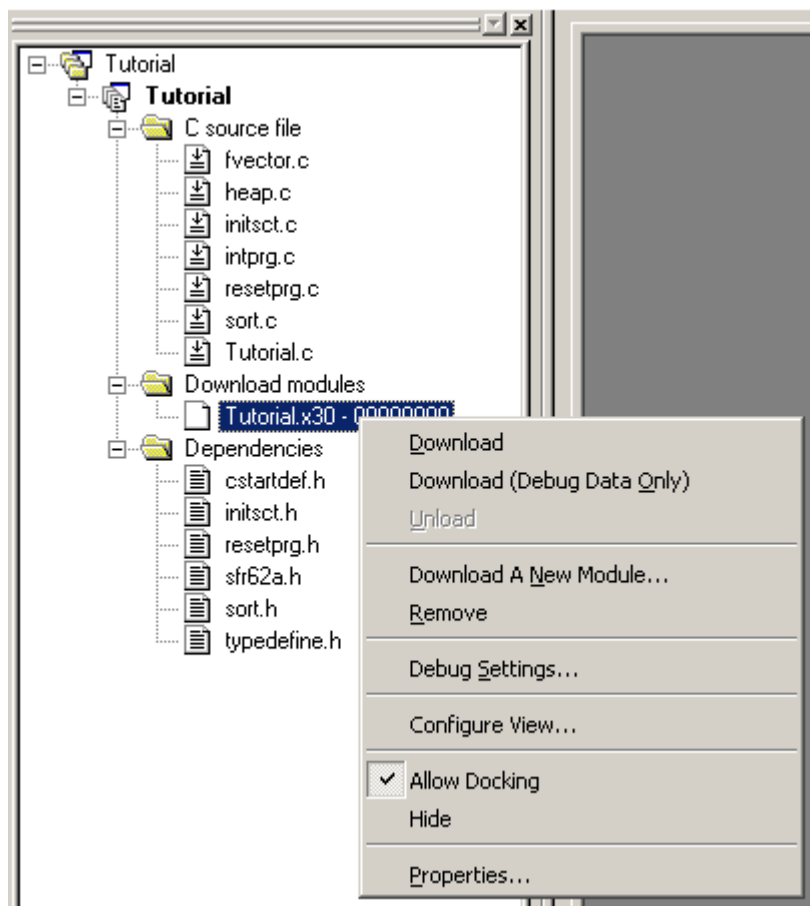 Tutorial
Tutorial
C source file
fvector.c
heap.c
initsct.c
intprg.c
resetprg.c
sort.c
Tutorial.c
Download modules
Tutorial.x30 - 00000000
Dependencies
cstartdef.h
initsct.h
resetprg.h
sfr62a.h
sort.h
typedefine.h
Download
Download (Debug Data Only)
Unload
Download A New Module...
Remove
Debug Settings...
Configure View...
Allow Docking
Hide
Properties...